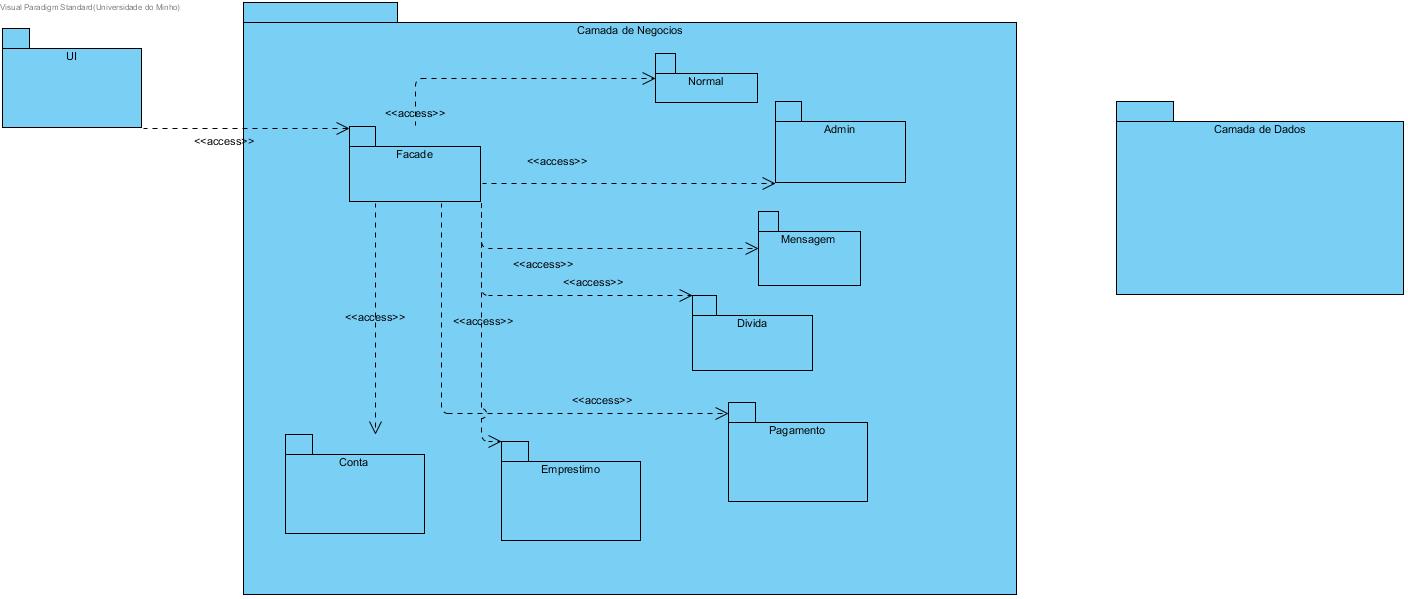 Visual Paradigm Standard(Universidade do Minho)
Camada de Negocios
UI
Normal
<<access>>
Admin
Camada de Dados
<<access>>
Facade
<<access>>
Mensagem
<<access>>
<<access>>
<<access>>
<<access>>
Divida
<<access>>
Pagamento
Conta
Emprestimo